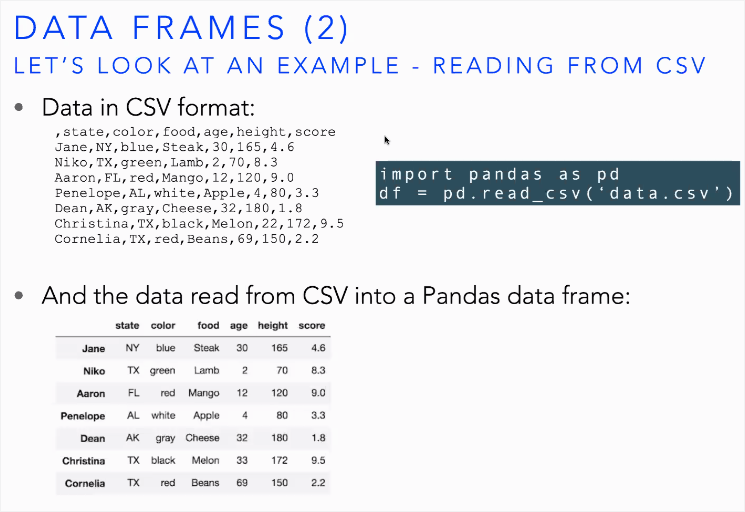 DATA FRAMES (2)
LET'S LOOK AT AN EXAMPLE - READING FROM CSV
• Data in CSV format:
,state,color,food,age,height,score
Jane,NY,blue,Steak,30,165,4.6
Niko,TX,green,Lamb,2,70,8.3
Aaron,FL,red,Mango,12,120,9.0
Penelope,AL,white,Apple,4,80,3.3
Dean,AK,gray,Cheese,32,180,1.8
Christina,TX,black,Melon,22,172,9.5
Cornelia,TX,red,Beans,69,150,2.2
import pandas as pd
df = pd.read_csv(‘data.csv’)
• And the data read from CSV into a Pandas data frame:
state color food age height score
Jane NY blue Steak 30 165 4.6
Niko TX green Lamb 2 70 8.3
Aaron FL red Mango 12 120 9.0
Penelope AL white Apple 4 80 3.3
Dean AK gray Cheese 32 180 1.8
Christina TX black Melon 33 172 9.5
Cornelia TX red Beans 69 150 2.2